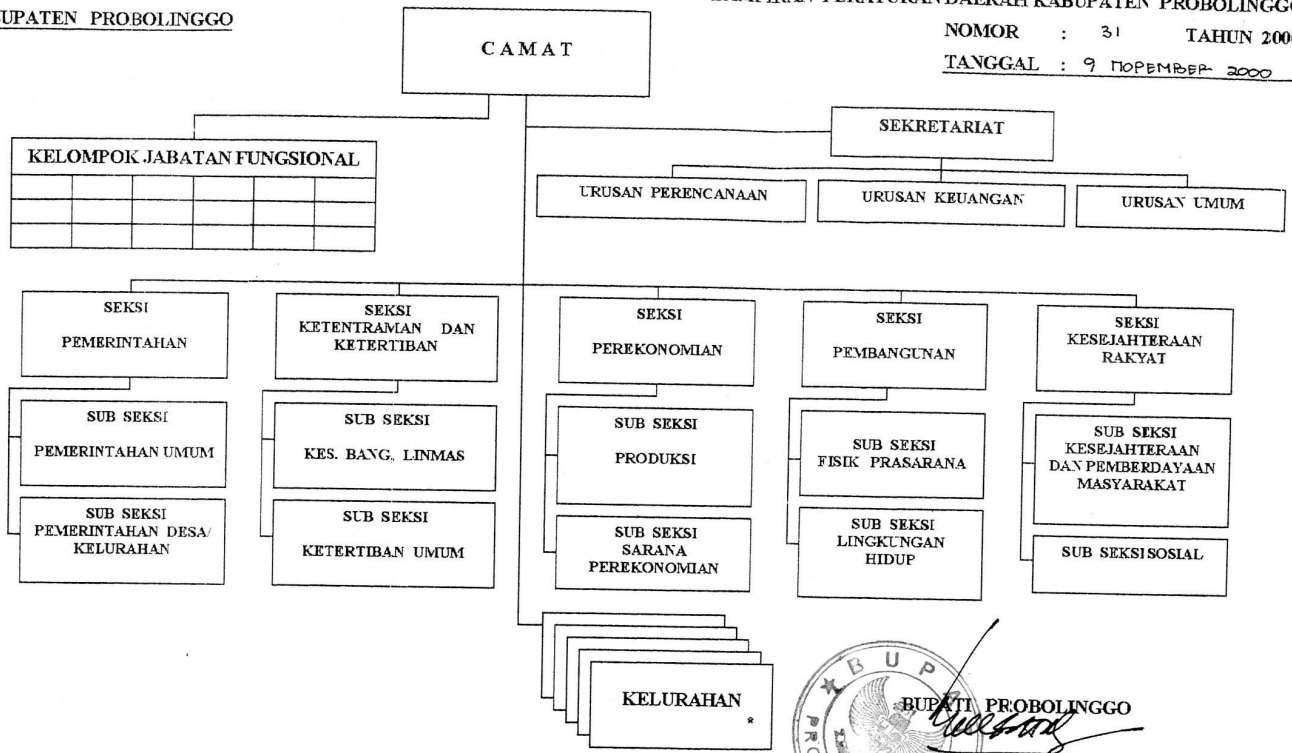 PROBOLINGGO
PERATURAN DAERAH KABUPATEN PROBOLINGGO
NOMOR : 31 TAHUN
TANGGAL : 9 NOPEMBER 2000
CAMAT
SEKRETARIAT
KELOMPOK JABATAN FUNGSIONAL
URUSAN PERENCANAAN
URUSAN KEUANGAN
URUSAN UMUM
SEKSI
PEMERINTAHAN
SUB SEKSI
PEMERINTAHAN UMUM
SUB SEKSI
PEMERINTAHAN DESA/
KELURAHAN
SEKSI
KETENTRAMAN DAN
KETERTIBAN
SUB SEKSI
KES. BANG, LINMAS
SUB SEKSI
KETERTIBAN UMUM
SEKSI
PEREKONOMIAN
SUB SEKSI
PRODUKSI
SUB SEKSI
SARANA
PEREKONOMIAN
SEKSI
PEMBANGUNAN
SUB SEKSI
FISIK PRASARANA
SUB SEKSI
LINGKUNGAN
HIDUP
SEKSI
KESEJAHTERAAN
RAKYAT
SUB SEKSI
KESEJAHTERAAN
DAN PEMBERDAYAAN
MASYARAKAT
SUB SEKSI SOSIAL
KELURAHAN
*
BUPATI PROBOLINGGO